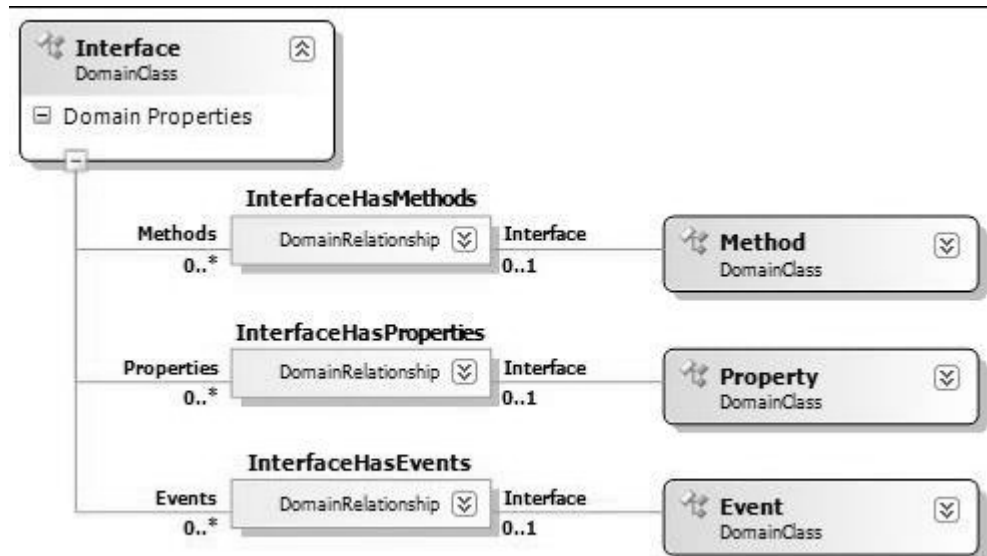 Interface
DomainClass
Domain Properties
InterfaceHasMethods
Methods
DomainRelationship
Interface
Method
0..*
0..1
DomainClass
InterfaceHasProperties
Properties
DomainRelationship
Interface
Property
0..*
0..1
DomainClass
InterfaceHasEvents
Events
DomainRelationship
Interface
Event
0..*
0..1
DomainClass